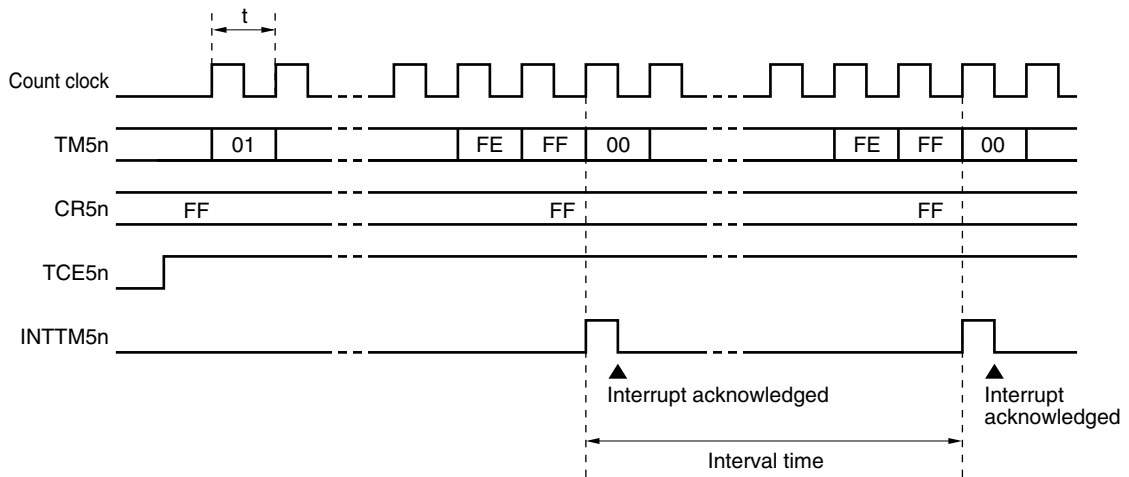 t
Count clock
TM5n 01 FE FF 00 FE FF 00
CR5n FF FF FF
TCE5n
INTTM5n
Interrupt acknowledged Interrupt
acknowledged
Interval time